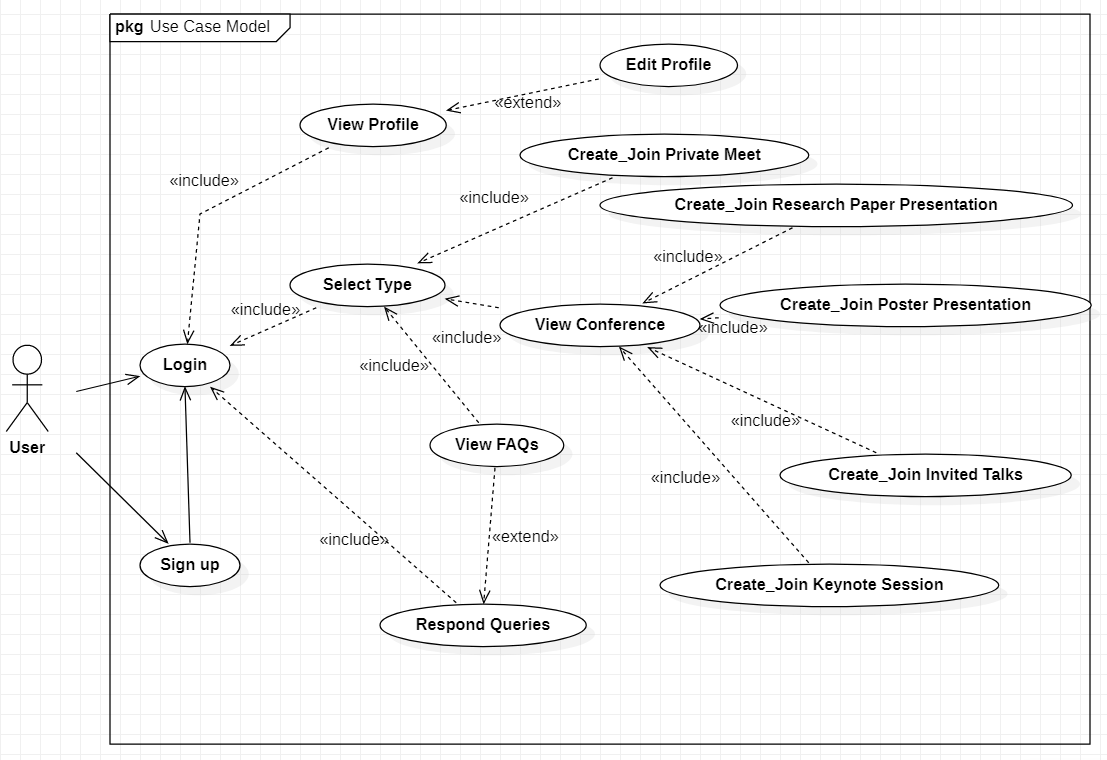 pkg Use Case Model
Edit Profile
«extend»
View Profile
Create_Join Private Meet
«include»
«include»
Create_Join Research Paper Presentation
«include»
Select Type
Create_Join Poster Presentation
«include»
View Conference
«include»
«include»
Login
«include»
«include»
User
View FAQs
Create_Join Invited Talks
«include»
«include»
«extend»
Sign up
Create_Join Keynote Session
Respond Queries